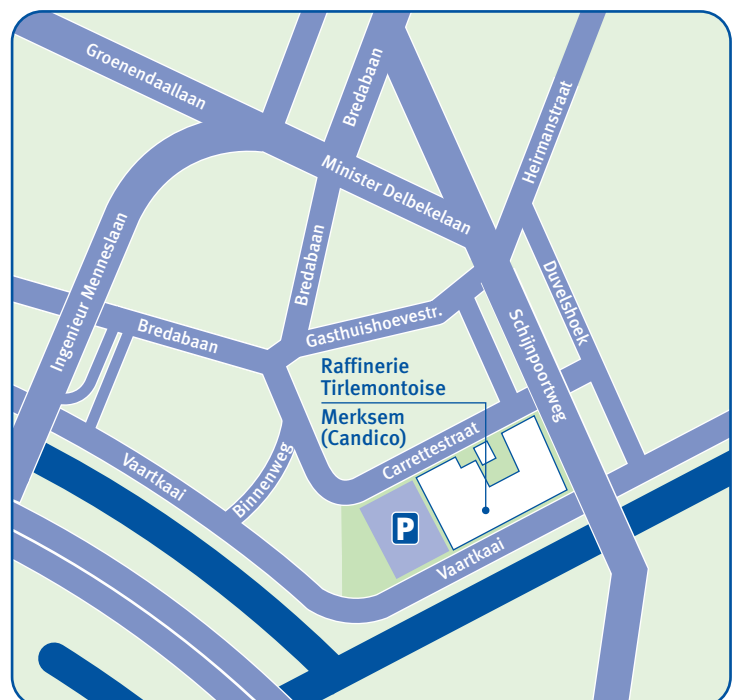 Groenendaallaan
Bredabaan
Heirmanstraat
Minister Delbekelaan
Ingenieur Menneslaan
Bredabaan
Duvelshoek
Bredabaan
Gasthuishoevestr.
Schijnpoortweg
Raffinerie
Tirlemontoise
Merksem
(Candico)
Carrettestraat
Vaartkaai
Binnenweg
P
Vaartkaai